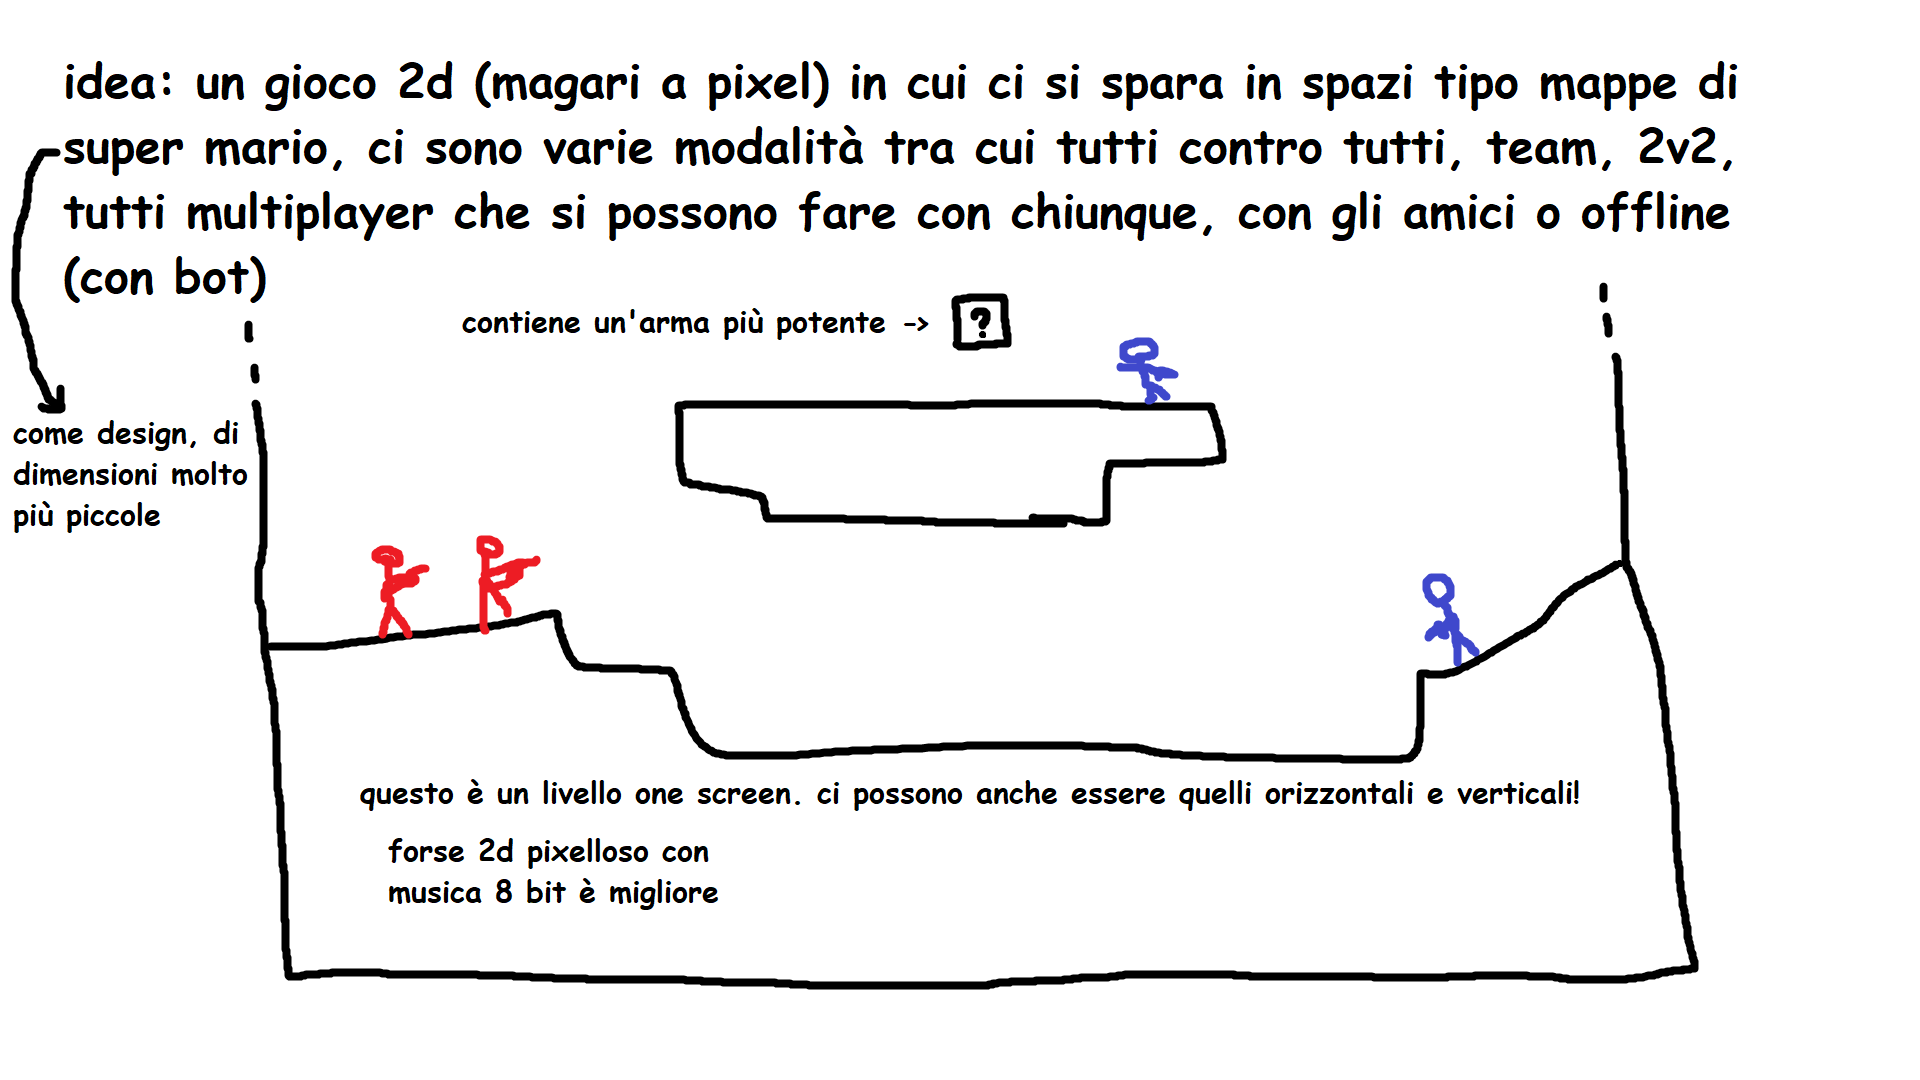 idea: un gioco 2d (magari a pixel) in cui ci si spara in spazi tipo mappe di
super mario, ci sono varie modalità tra cui tutti contro tutti, team, 2v2,
tutti multiplayer che si possono fare con chiunque, con gli amici o offline
(con bot)
contiene un'arma più potente ->
?
come design, di
dimensioni molto
più piccole
questo è un livello one screen. ci possono anche essere quelli orizzontali e verticali!
forse 2d pixelloso con
musica 8 bit è migliore